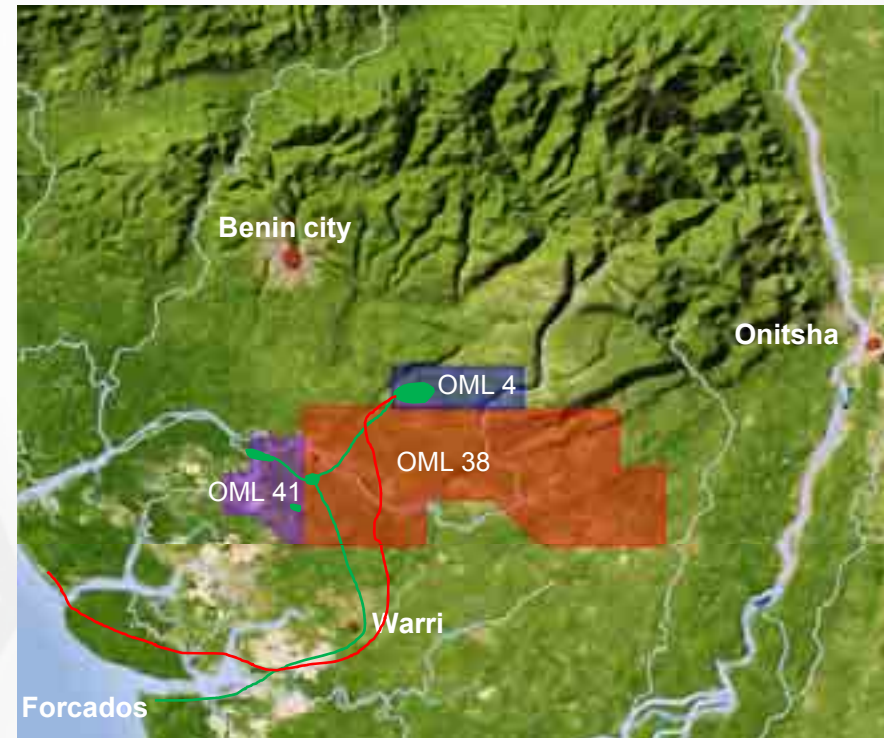 Benin city
Onitsha
OML 4
OML 38
OML 41
Warri
Forcados